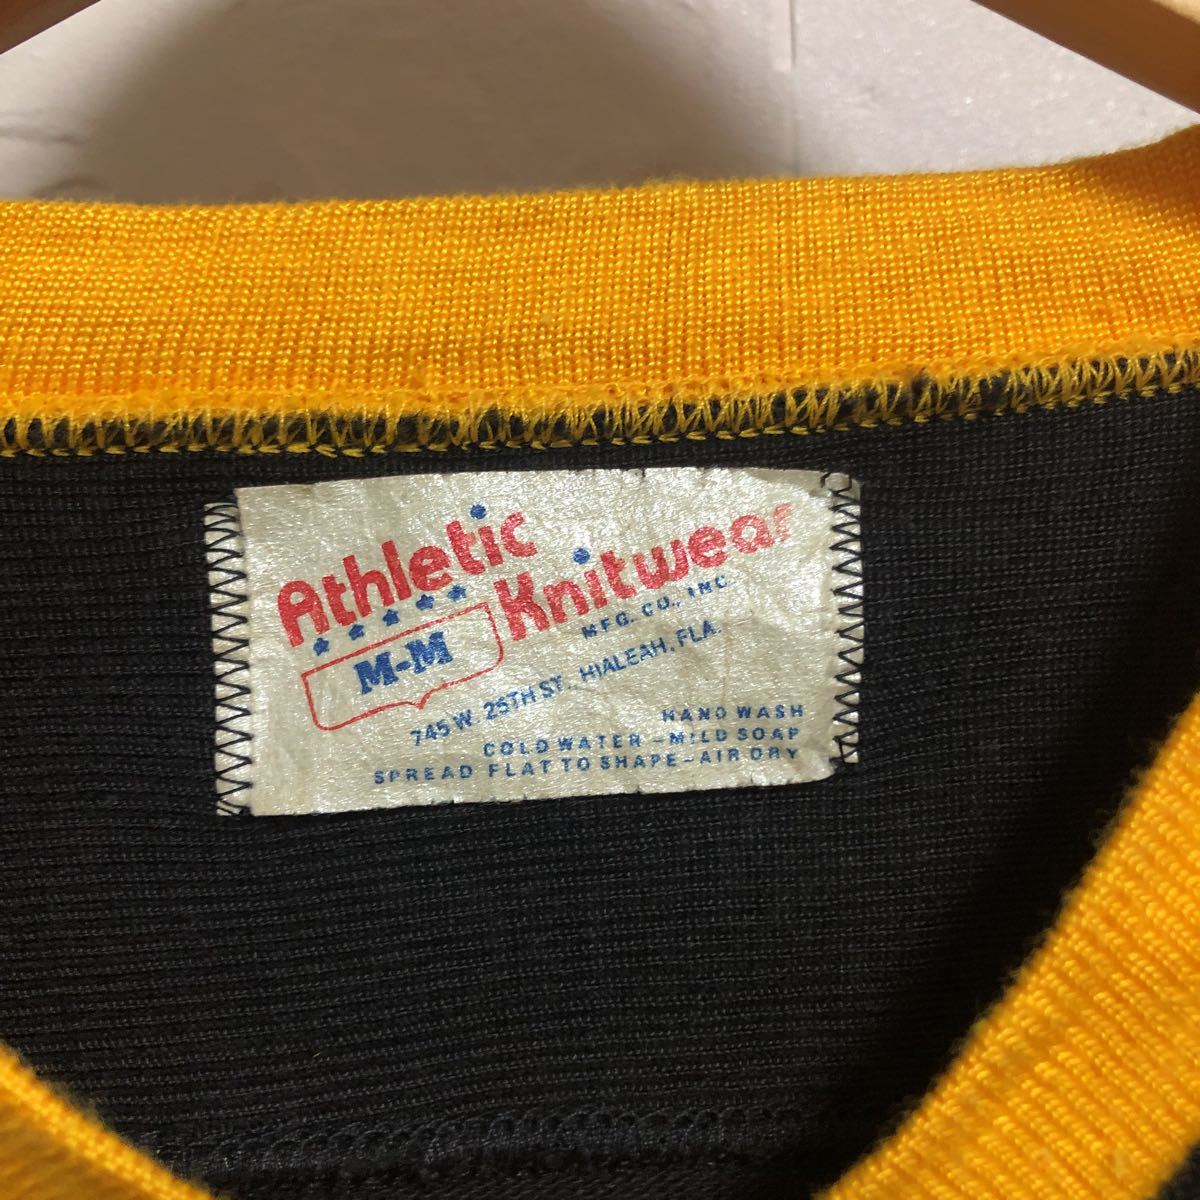 Athletic
Knitwear
MFG. CO., INC.
M-M
745 W. 25TH ST. HIALEAH, FLA.
HAND WASH
COLD WATER - MILD SOAP
SPREAD FLAT TO SHAPE - AIR DRY